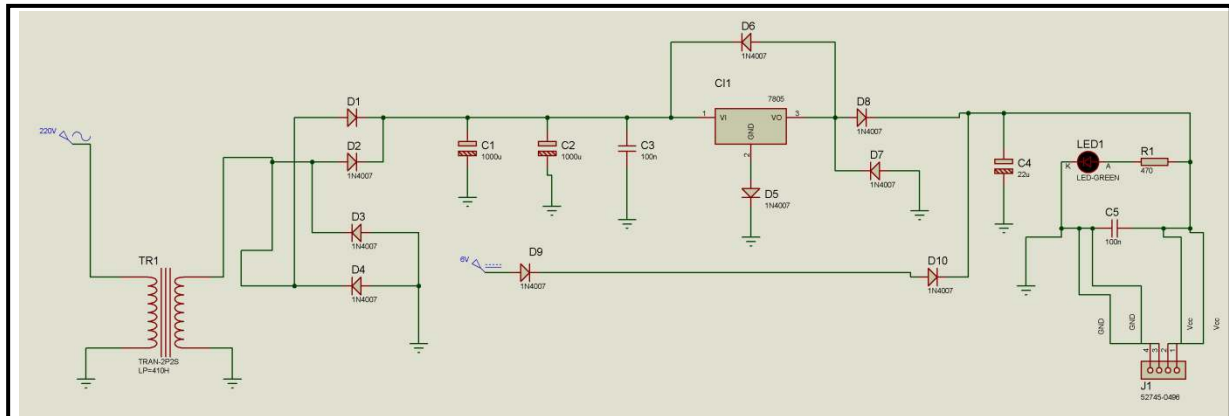 220V
TR1
TRAN-2P2S
LP=410H
D1
1N4007
D2
1N4007
D3
1N4007
D4
1N4007
C1
1000u
C2
1000u
C3
100n
D6
1N4007
CI1
7805
1
VI
VO
3
GND
2
D5
1N4007
D8
1N4007
D7
1N4007
6V
D9
1N4007
D10
1N4007
C4
22u
LED1
K
A
LED-GREEN
R1
470
C5
100n
GND
GND
Vcc
Vcc
4
3
2
1
J1
52745-0496